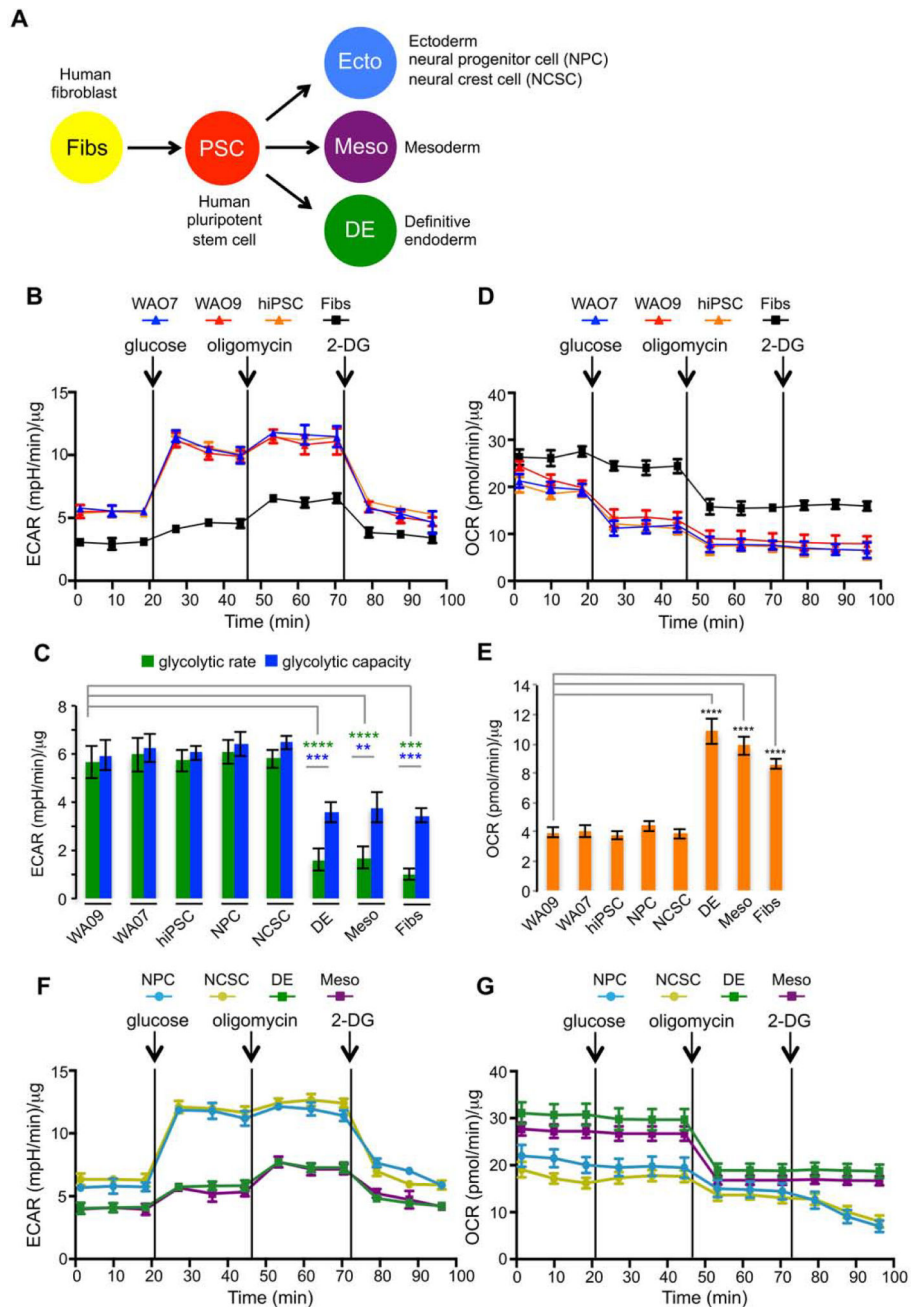 A
Human
fibroblast
Fibs
PSC
Human
pluripotent
stem cell
Ecto
Ectoderm
neural progenitor cell (NPC)
neural crest cell (NCSC)
Meso
Mesoderm
DE
Definitive
endoderm
B
WAO7 WAO9 hiPSC Fibs
glucose oligomycin 2-DG
ECAR (mpH/min)/µg
15
10
5
0
0 10 20 30 40 50 60 70 80 90 100
Time (min)
D
WAO7 WAO9 hiPSC Fibs
glucose oligomycin 2-DG
OCR (pmol/min)/µg
40
30
20
10
0
0 10 20 30 40 50 60 70 80 90 100
Time (min)
C
glycolytic rate glycolytic capacity
ECAR (mpH/min)/µg
8
6
4
2
0
**** **** ***
*** ** ***
WA09 WA07 hiPSC NPC NCSC DE Meso Fibs
E
OCR (pmol/min)/µg
14
12
10
8
6
4
2
0
**** **** ****
WA09 WA07 hiPSC NPC NCSC DE Meso Fibs
F
NPC NCSC DE Meso
glucose oligomycin 2-DG
ECAR (mpH/min)/µg
15
10
5
0
0 10 20 30 40 50 60 70 80 90 100
Time (min)
G
NPC NCSC DE Meso
glucose oligomycin 2-DG
OCR (pmol/min)/µg
40
30
20
10
0
0 10 20 30 40 50 60 70 80 90 100
Time (min)